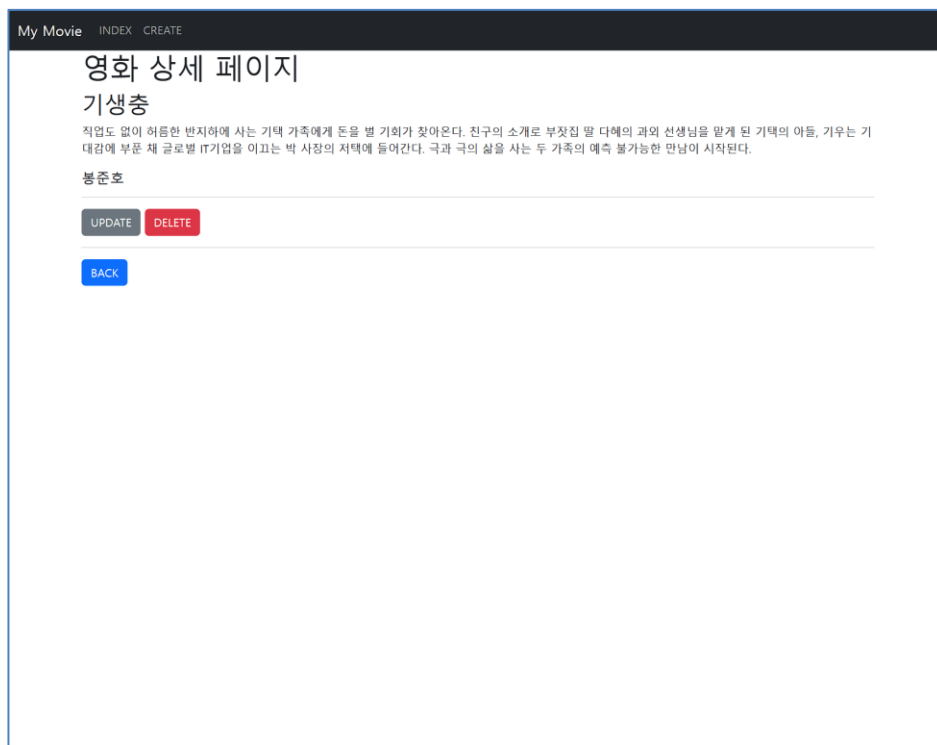 My Movie INDEX CREATE
영화 상세 페이지
기생충
직업도 없이 허름한 반지하에 사는 기택 가족에게 돈을 벌 기회가 찾아온다. 친구의 소개로 부잣집 딸 다혜의 과외 선생님을 맡게 된 기택의 아들, 기우는 기
대감에 부푼 채 글로벌 IT기업을 이끄는 박 사장의 저택에 들어간다. 극과 극의 삶을 사는 두 가족의 예측 불가능한 만남이 시작된다.
봉준호
UPDATE DELETE
BACK